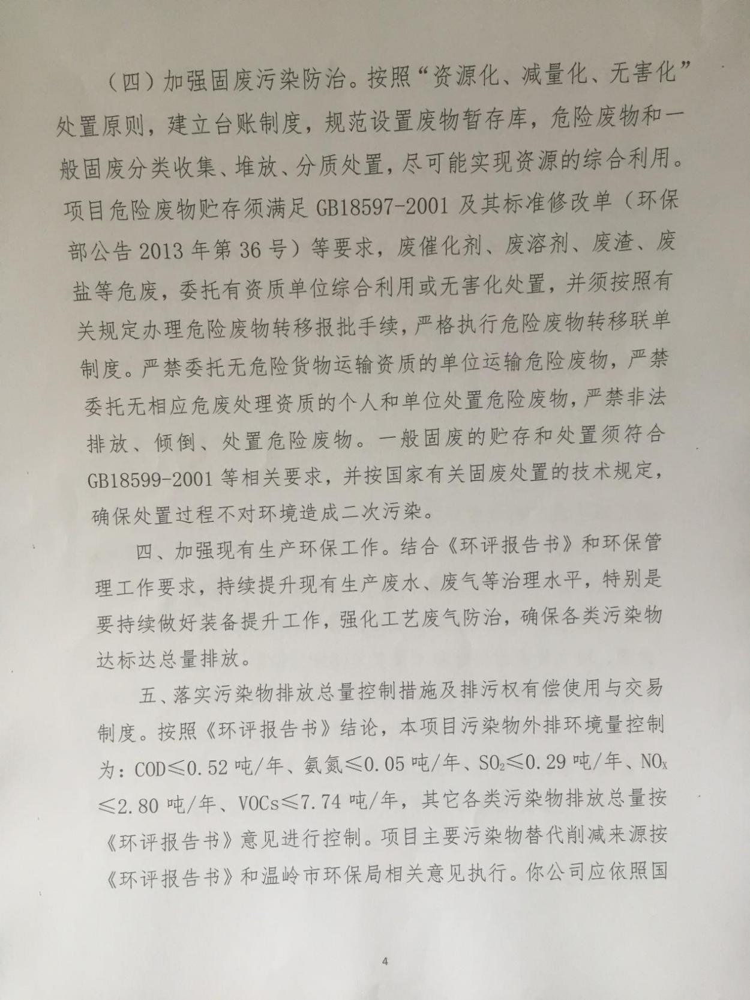 （四）加强固废污染防治。按照“资源化、减量化、无害化”
处置原则，建立台账制度，规范设置废物暂存库，危险废物和一
般固废分类收集、堆放、分质处置，尽可能实现资源的综合利用。
项目危险废物贮存须满足 GB18597-2001 及其标准修改单（环保
部公告 2013 年第 36 号）等要求，废催化剂、废溶剂、废渣、废
盐等危废，委托有资质单位综合利用或无害化处置，并须按照有
关规定办理危险废物转移报批手续，严格执行危险废物转移联单
制度。严禁委托无危险货物运输资质的单位运输危险废物，严禁
委托无相应危废处理资质的个人和单位处置危险废物，严禁非法
排放、倾倒、处置危险废物。一般固废的贮存和处置须符合
GB18599-2001 等相关要求，并按国家有关固废处置的技术规定，
确保处置过程不对环境造成二次污染。
四、加强现有生产环保工作。结合《环评报告书》和环保管
理工作要求，持续提升现有生产废水、废气等治理水平，特别是
要持续做好装备提升工作，强化工艺废气防治，确保各类污染物
达标达总量排放。
五、落实污染物排放总量控制措施及排污权有偿使用与交易
制度。按照《环评报告书》结论，本项目污染物外排环境量控制
为：COD≤0.52 吨/年、氨氮≤0.05 吨/年、SO₂≤0.29 吨/年、NOX
≤2.80 吨/年、VOCs≤7.74 吨/年，其它各类污染物排放总量按
《环评报告书》意见进行控制。项目主要污染物替代削减来源按
《环评报告书》和温岭市环保局相关意见执行。你公司应依照国
4